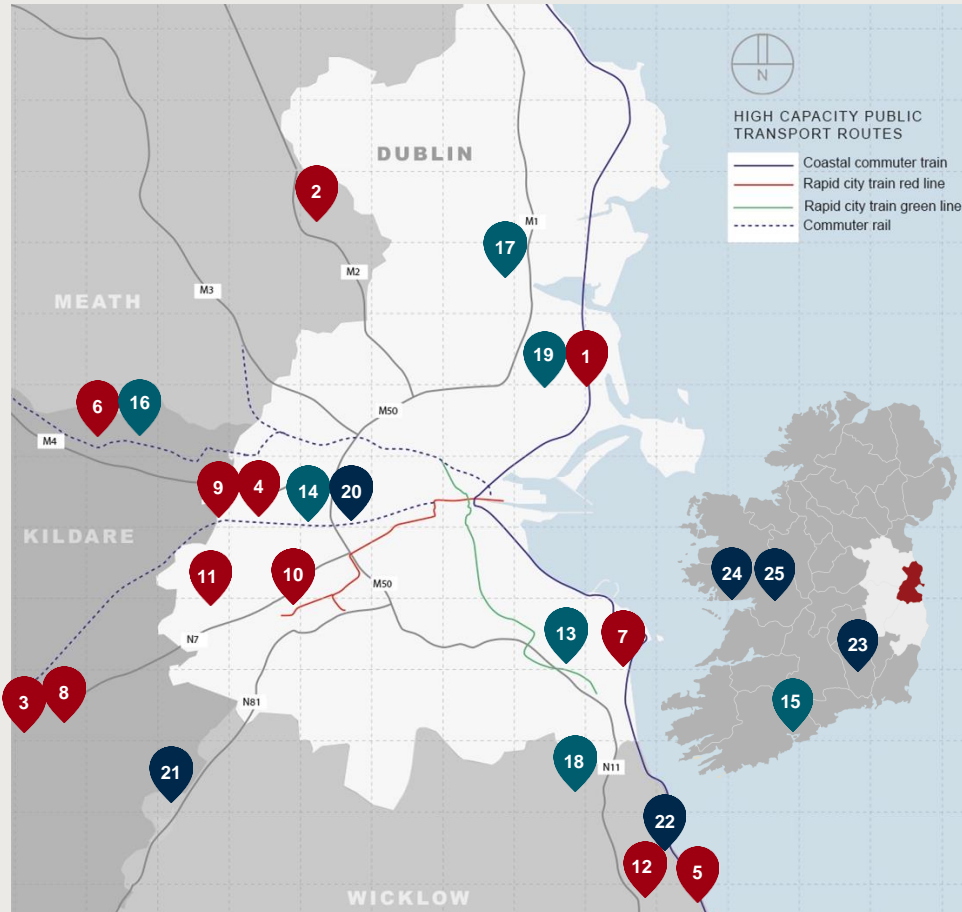 N
HIGH CAPACITY PUBLIC
TRANSPORT ROUTES
Coastal commuter train
Rapid city train red line
Rapid city train green line
Commuter rail
DUBLIN
2
M1
17
M2
M3
MEATH
19
1
6
16
M50
M4
9
4
14
20
KILDARE
11
10
M50
24
25
N7
13
7
23
3
8
N81
15
21
18
N11
22
12
5
WICKLOW